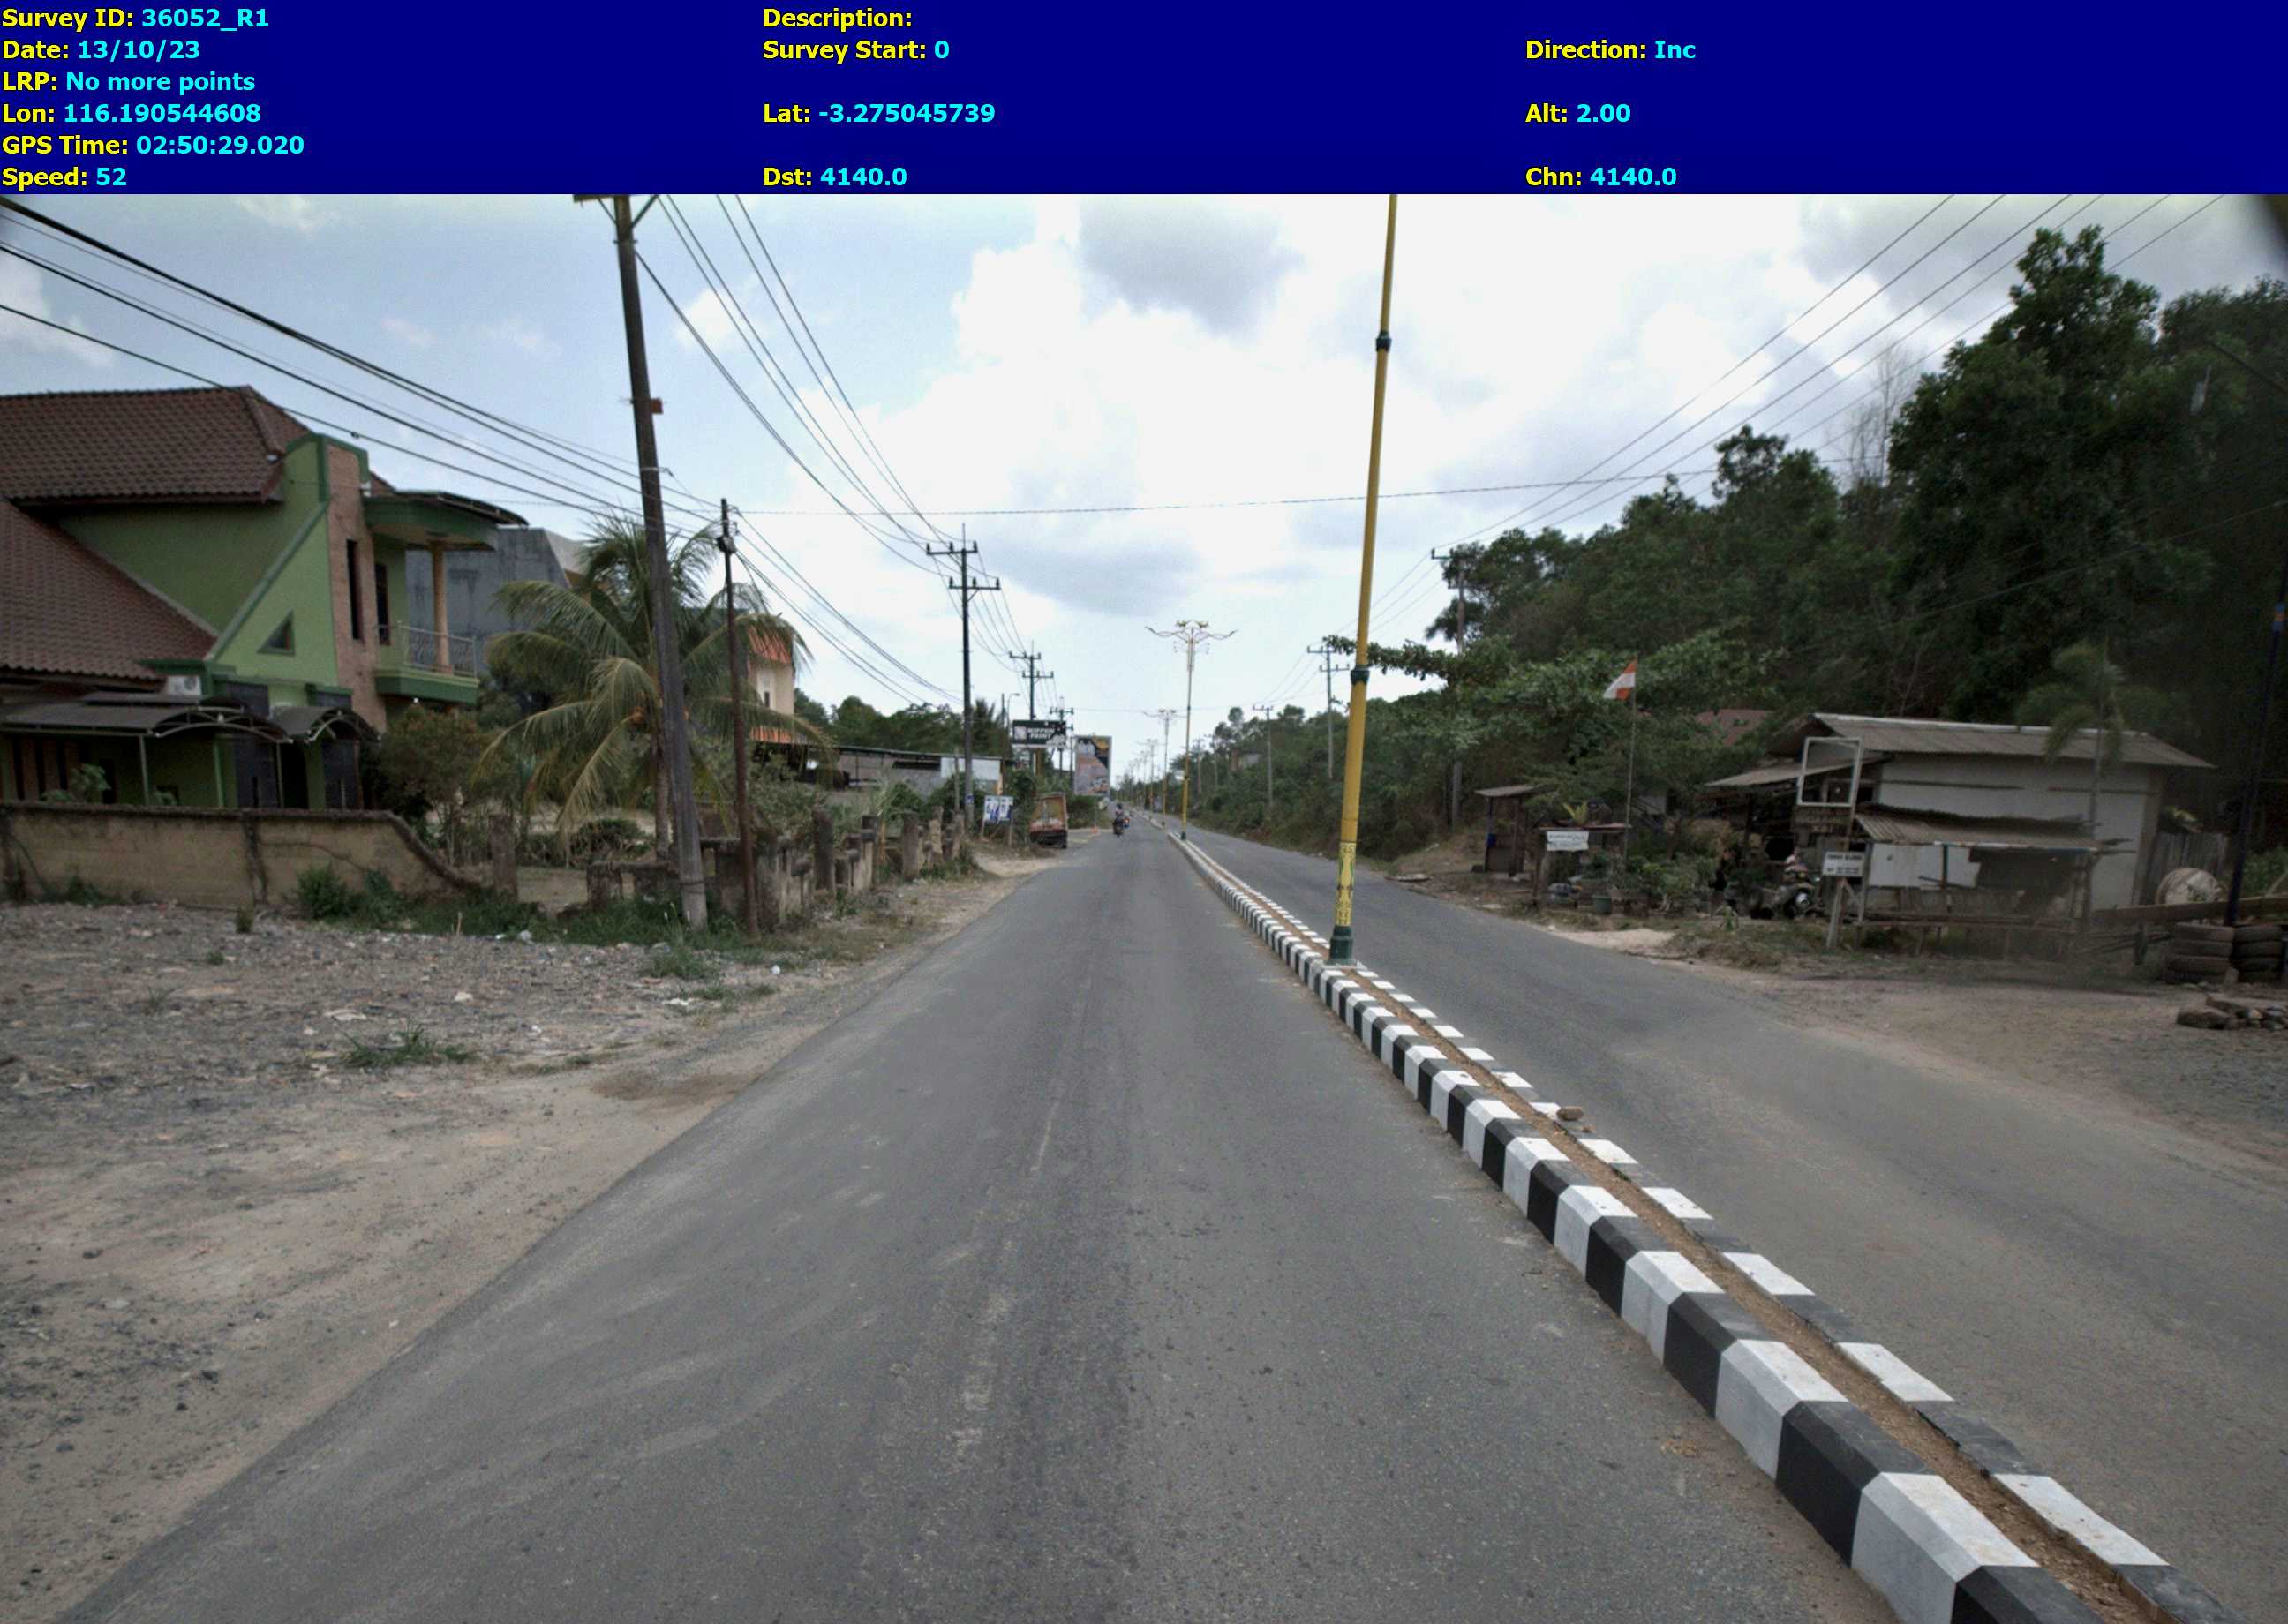 Survey ID: 36052_R1
Description:
Date: 13/10/23
Survey Start: 0
Direction: Inc
LRP: No more points
Lon: 116.190544608
Lat: -3.275045739
Alt: 2.00
GPS Time: 02:50:29.020
Speed: 52
Dst: 4140.0
Chn: 4140.0
NIPPON
PAINT